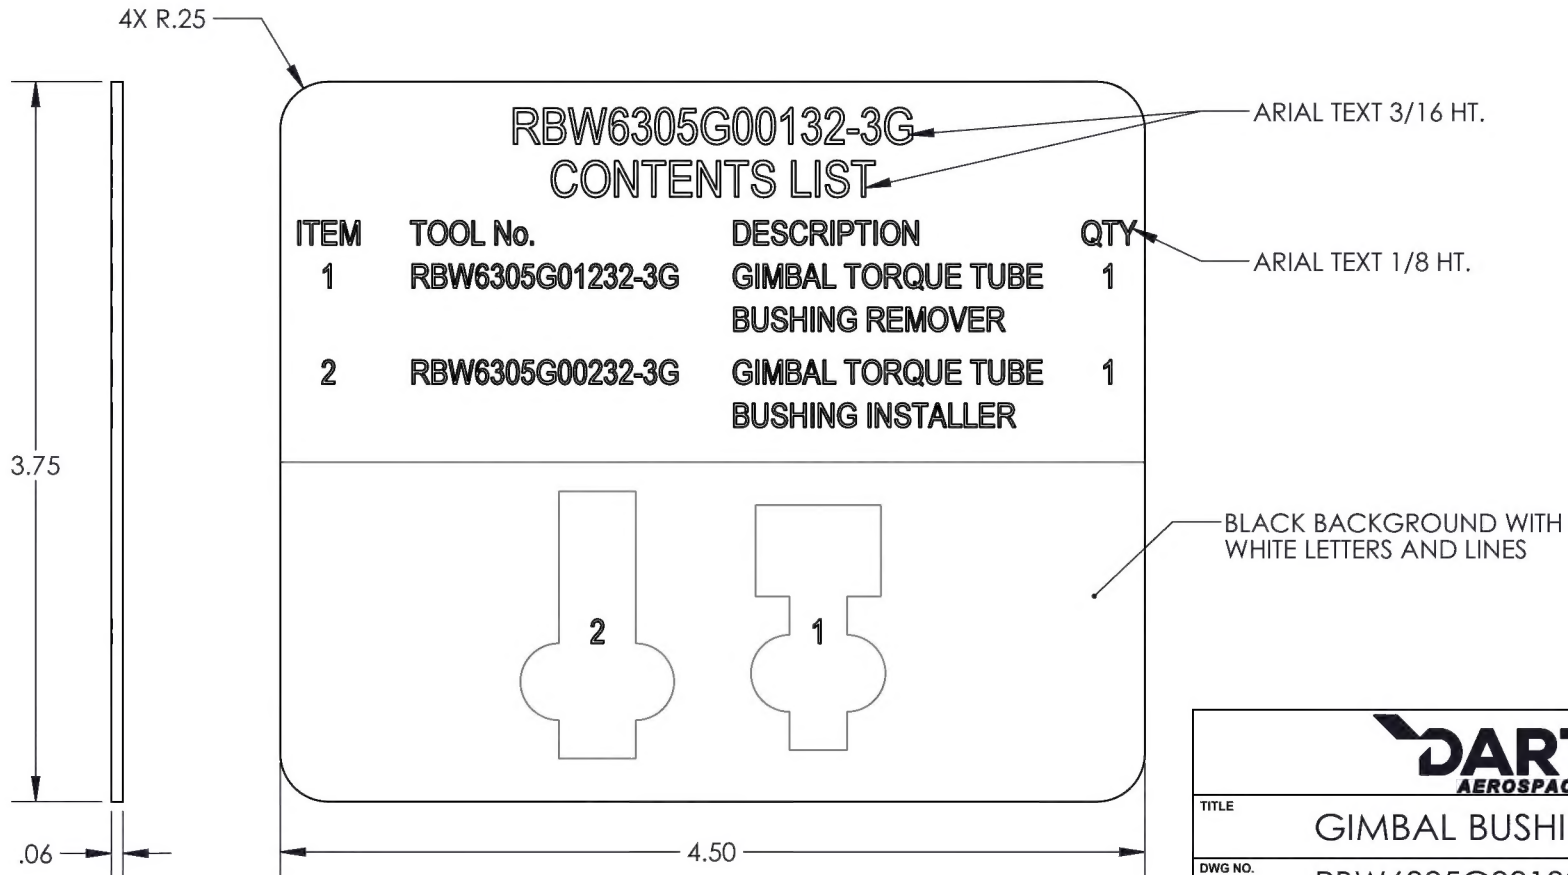 4X R.25
RBW6305G00132-3G
CONTENTS LIST
ARIAL TEXT 3/16 HT.
ITEM TOOL No. DESCRIPTION QTY
ARIAL TEXT 1/8 HT.
1 RBW6305G01232-3G GIMBAL TORQUE TUBE 1
BUSHING REMOVER
2 RBW6305G00232-3G GIMBAL TORQUE TUBE 1
BUSHING INSTALLER
3.75
BLACK BACKGROUND WITH
WHITE LETTERS AND LINES
2 1
DART
TITLE
GIMBAL
.06
4.50
DWG NO.